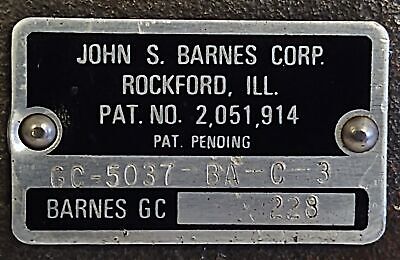 JOHN S. BARNES CORP.
ROCKFORD, ILL.
PAT. NO. 2,051,914
PAT. PENDING
GC-5037-BA-C-3
BARNES GC 228